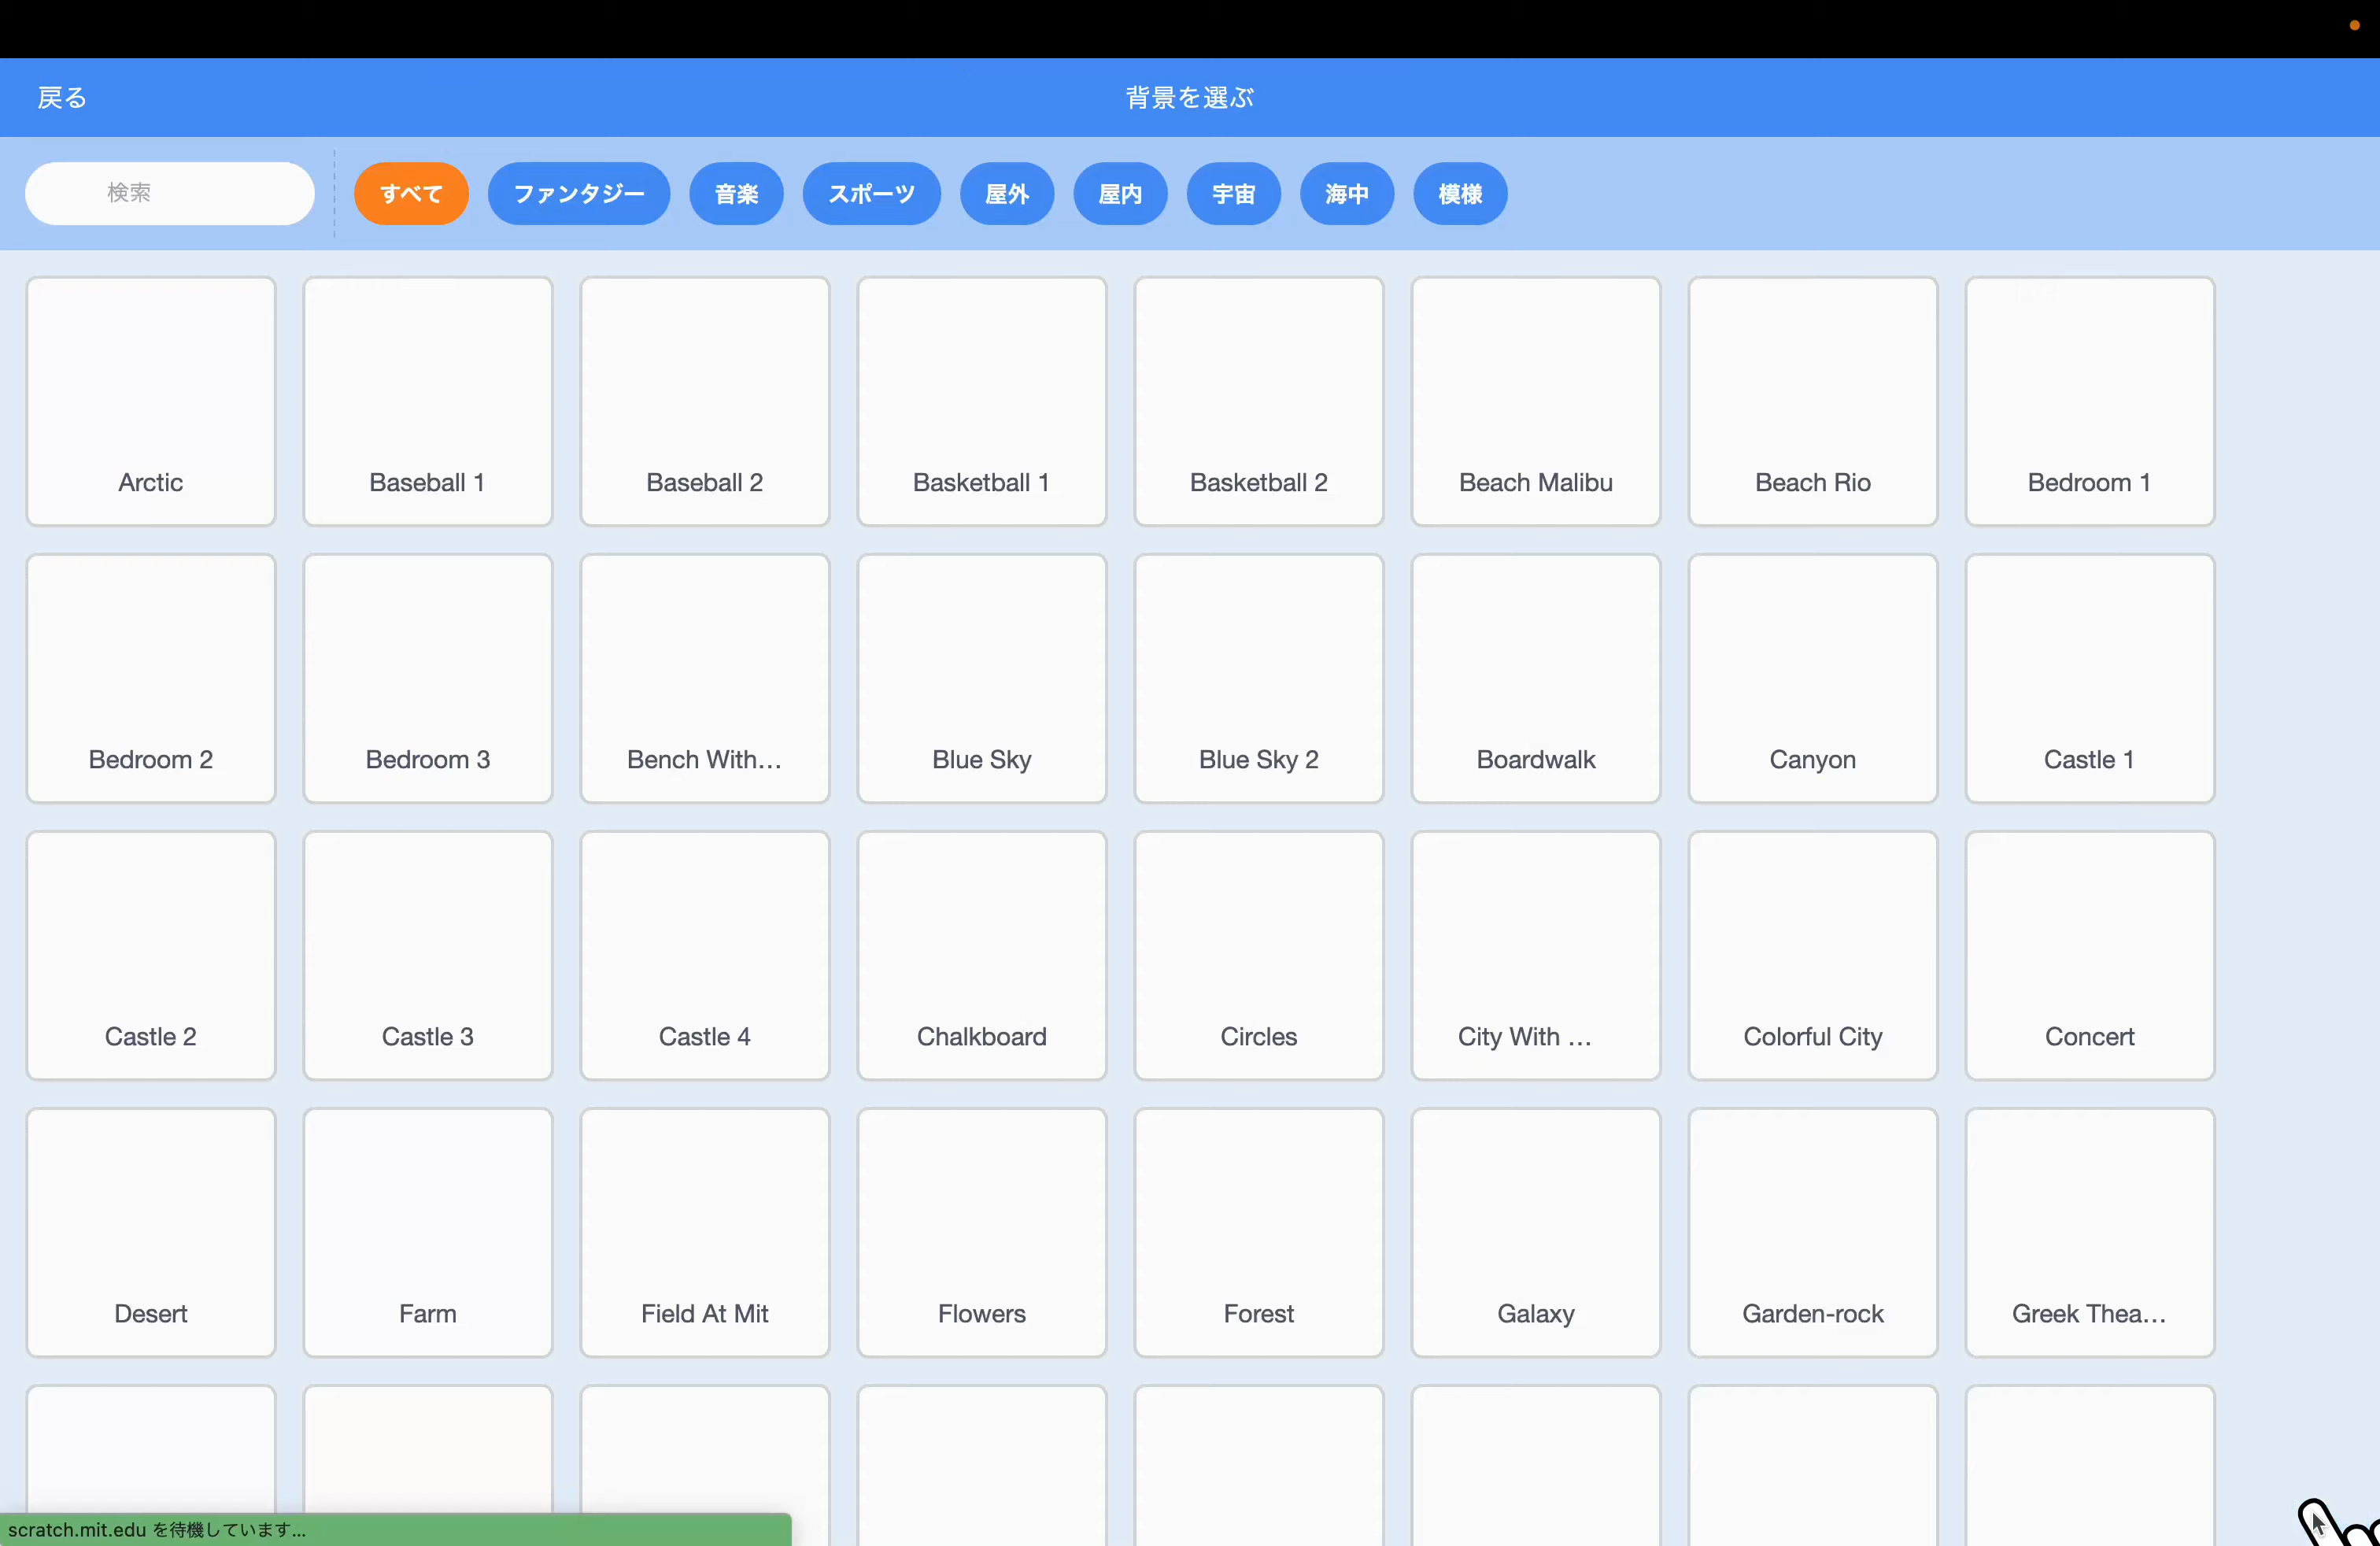 戻る
背景を選ぶ
検索
すべて ファンタジー 音楽 スポーツ 屋外 屋内 宇宙 海中 模様
Arctic Baseball 1 Baseball 2 Basketball 1 Basketball 2 Beach Malibu Beach Rio Bedroom 1
Bedroom 2 Bedroom 3 Bench With... Blue Sky Blue Sky 2 Boardwalk Canyon Castle 1
Castle 2 Castle 3 Castle 4 Chalkboard Circles City With ... Colorful City Concert
Desert Farm Field At Mit Flowers Forest Galaxy Garden-rock Greek Thea...
scratch.mit.edu を待機しています...